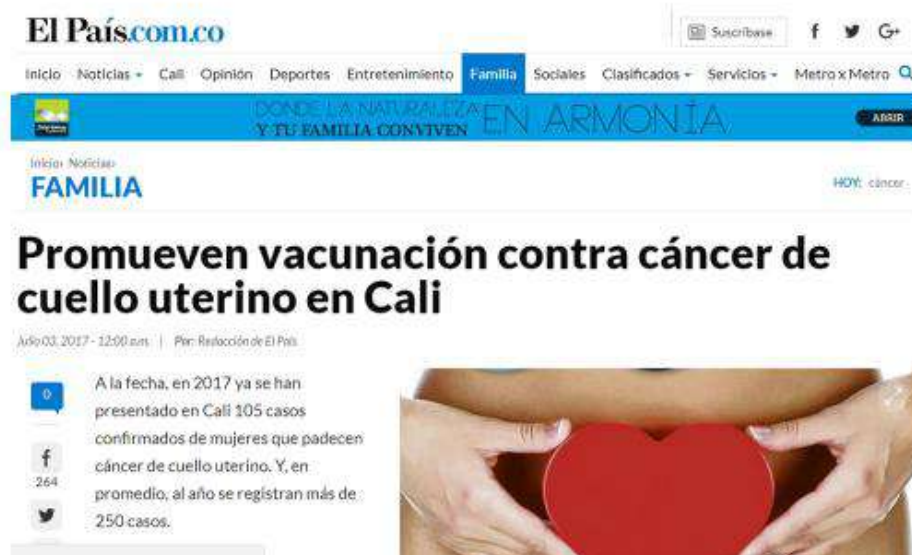 El País.com.co
Suscríbase f G+
Inicio Noticias Cali Opinión Deportes Entretenimiento Familia Sociales Clasificados Servicios Metro x Metro
DONDE LA NATURALEZA
Y TU FAMILIA CONVIVEN EN ARMONÍA
ABRIR
Inicio› Noticias›
FAMILIA
HOY: cáncer
Promueven vacunación contra cáncer de
cuello uterino en Cali
Julio 03, 2017 - 12:00 a.m. | Por: Redacción de El País
0
A la fecha, en 2017 ya se han
presentado en Cali 105 casos
confirmados de mujeres que padecen
cáncer de cuello uterino. Y, en
promedio, al año se registran más de
250 casos.
f
264